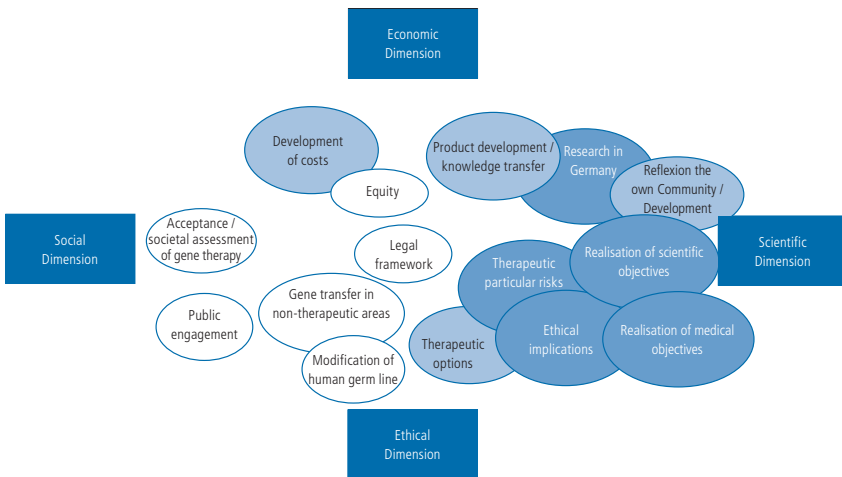 Economic
Dimension
Development
of costs
Product development /
knowledge transfer
Research in
Germany
Reflexion the
own Community /
Development
Equity
Acceptance /
societal assessment
of gene therapy
Social
Dimension
Legal
framework
Therapeutic
particular risks
Realisation of scientific
objectives
Scientific
Dimension
Gene transfer in
non-therapeutic areas
Public
engagement
Ethical
implications
Realisation of medical
objectives
Therapeutic
options
Modification of
human germ line
Ethical
Dimension